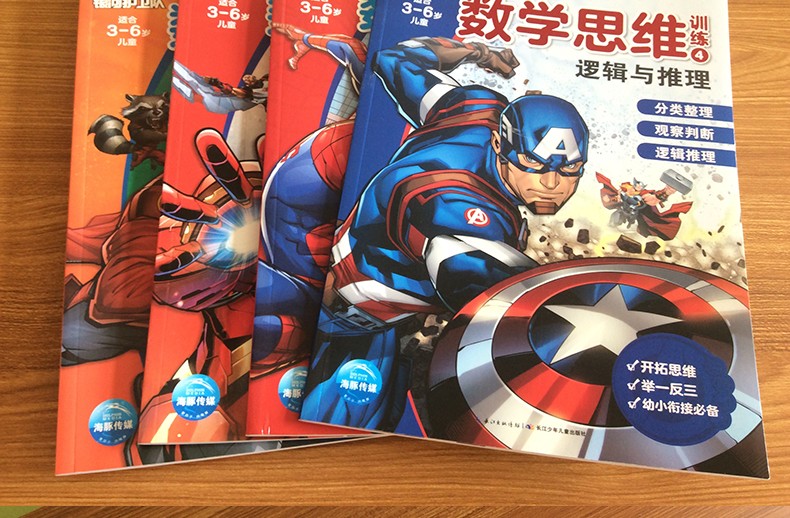 适合
3-6岁
儿童
适合
3-6岁
儿童
适合
3-6岁
儿童
适合
3-6岁
儿童
数学思维
训练
4
逻辑与推理
分类整理
观察判断
逻辑推理
A
A
开拓思维
举一反三
幼小衔接必备
海豚传媒
海豚传媒
海豚传媒
长江少年儿童出版社